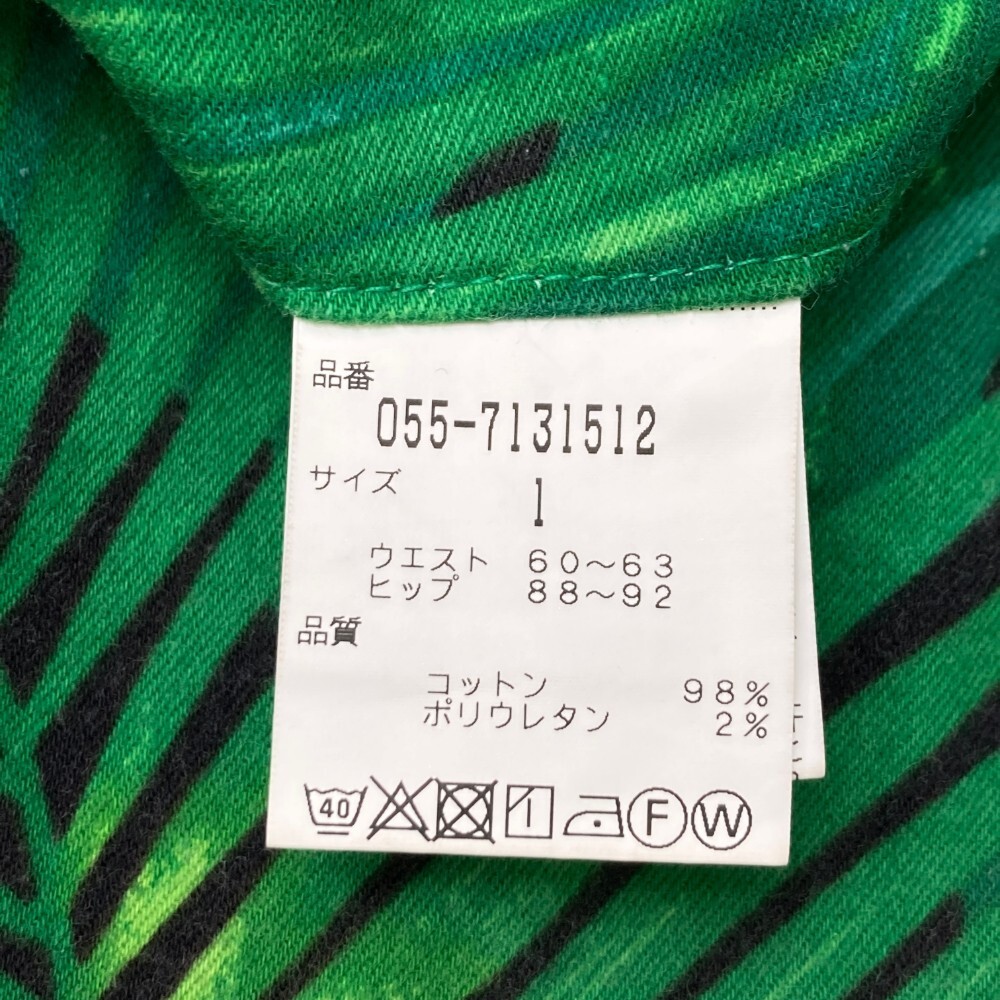 品番
055-7131512
サイズ
1
ウエスト 60～63
ヒップ 88～92
品質
コットン 98%
ポリウレタン 2%
40 F W